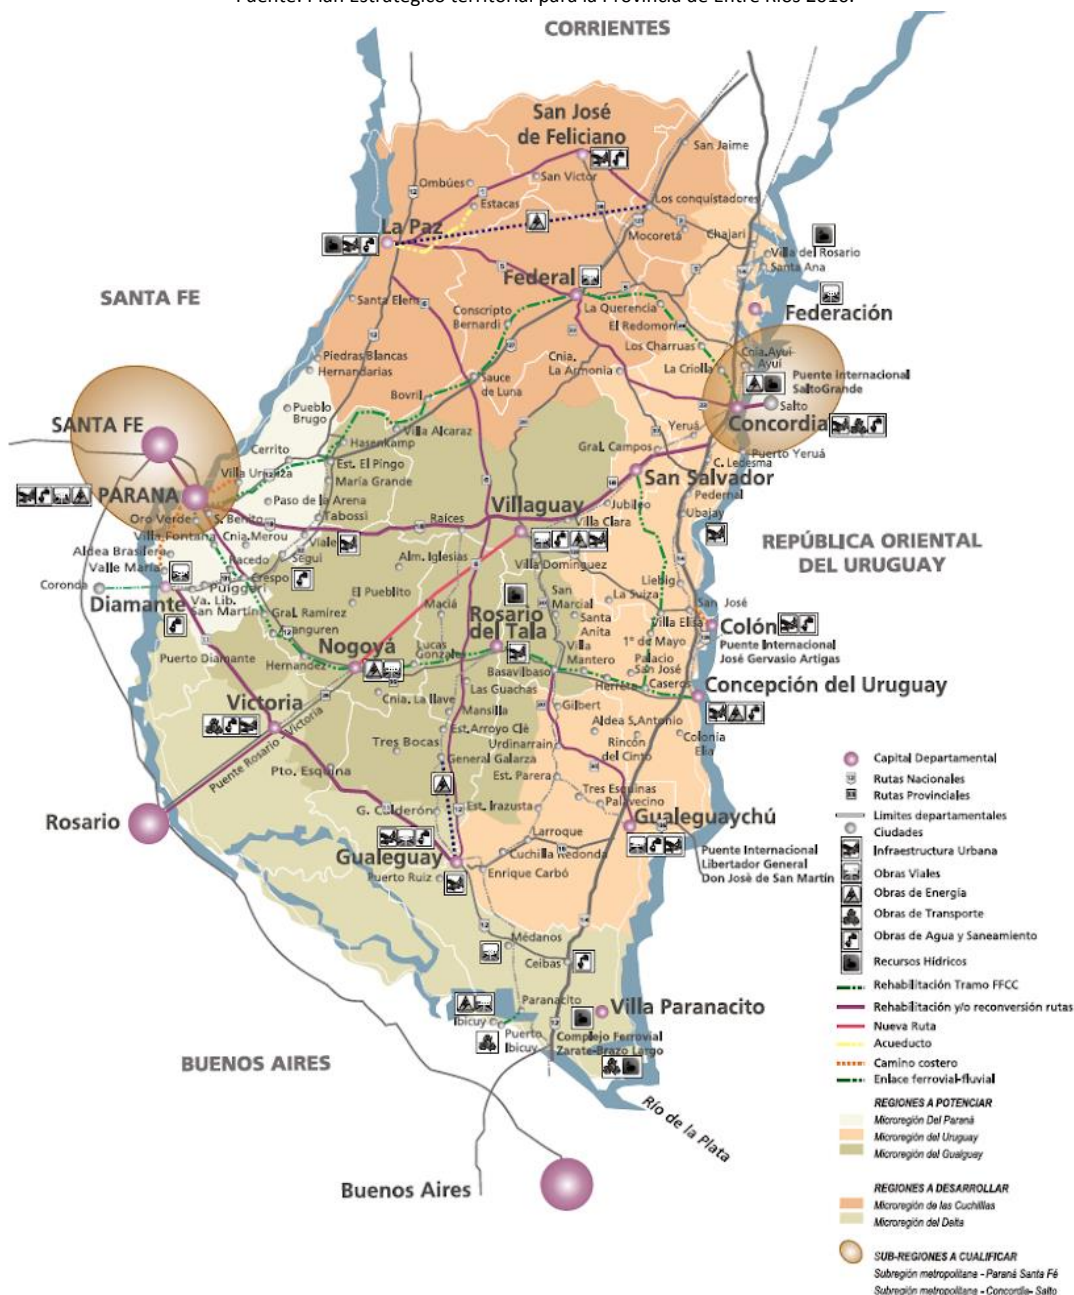 Fuente: Plan Estratégico territorial para la Provincia de Entre Ríos 2010.
CORRIENTES
San José
de Feliciano
San Jaime
Ombúes
San Victor
Estacas
Los conquistadores
La Paz
Mocoretá
Chajari
Villa del Rosario
Santa Ana
SANTA FE
Federal
Santa Elena
Conscripto
Bernardi
La Querencia
El Redomon
Federación
Los Charruas
Cnia. Ayui
Ayui
Piedras Blancas
Hernandarias
Cnia.
La Armonia
La Criolla
Puente Internacional
SaltoGrande
Sauce
de Luna
Bovril
Salto
Pueblo
Brugo
Concordia
SANTA FE
Villa Alcaraz
Yeruá
Hasenkamp
Gral. Campos
Puerto Yeruá
Cerrito
Est. El Pingo
C. Ledesma
Villa Urquiza
María Grande
San Salvador
PARANA
Paso de la Arena
Villaguay
Jubileo
Pedernal
Oro Verde
S. Benito
Tabossi
Raíces
Villa Clara
Ubajay
Villa Fontana
Cnia. Merou
Viale
Aldea Brasilera
Racedo
Segui
Alm. Iglesias
Villa Dominguez
REPÚBLICA ORIENTAL
DEL URUGUAY
Valle María
Crespo
Liebig
Coronda
Puiggari
El Pueblito
San
Marcial
La Suiza
San José
Diamante
Va. Lib.
San Martín
Gral. Ramírez
Maciá
Rosario
del Tala
Santa
Anita
Villa Elisa
Colón
Aranguren
1° de Mayo
Puente Internacional
José Gervasio Artigas
Puerto Diamante
Hernandez
Nogoyá
Lucas
Gonzalez
Villa
Mantero
Palacio
San José
Basavilbaso
Caseros
Herrera
Concepción del Uruguay
Las Guachas
Victoria
Cnia. La llave
Mansilla
Gilbert
Puente Rosario - Victoria
Est.Arroyo Clé
Aldea S. Antonio
Colonia
Elia
Tres Bocas
Urdinarrain
Rincón
del Cinto
General Galarza
Pto. Esquina
Est. Parera
Tres Esquinas
Palavecino
Rosario
G. Calderón
Est. Irazusta
Gualeguaychú
Larroque
Gualeguay
Cuchilla Redonda
Puente Internacional
Libertador General
Don José de San Martín
Puerto Ruiz
Enrique Carbó
Médanos
Ceibas
Paranacito
Villa Paranacito
Ibicuy
Puerto
Ibicuy
Complejo Ferrovial
Zarate-Brazo Largo
BUENOS AIRES
Río de la Plata
Buenos Aires
Capital Departamental
Rutas Nacionales
Rutas Provinciales
Limites departamentales
Ciudades
Infraestructura Urbana
Obras Viales
Obras de Energía
Obras de Transporte
Obras de Agua y Saneamiento
Recursos Hídricos
Rehabilitación Tramo FFCC
Rehabilitación y/o reconversión rutas
Nueva Ruta
Acueducto
Camino costero
Enlace ferrovial-fluvial
REGIONES A POTENCIAR
Microregión Del Paraná
Microregión del Uruguay
Microregión del Gualguay
REGIONES A DESARROLLAR
Microregión de las Cuchilllas
Microregión del Delta
SUB-REGIONES A CUALIFICAR
Subregión metropolitana - Paraná Santa Fé
Subregión metropolitana - Concordia- Salto